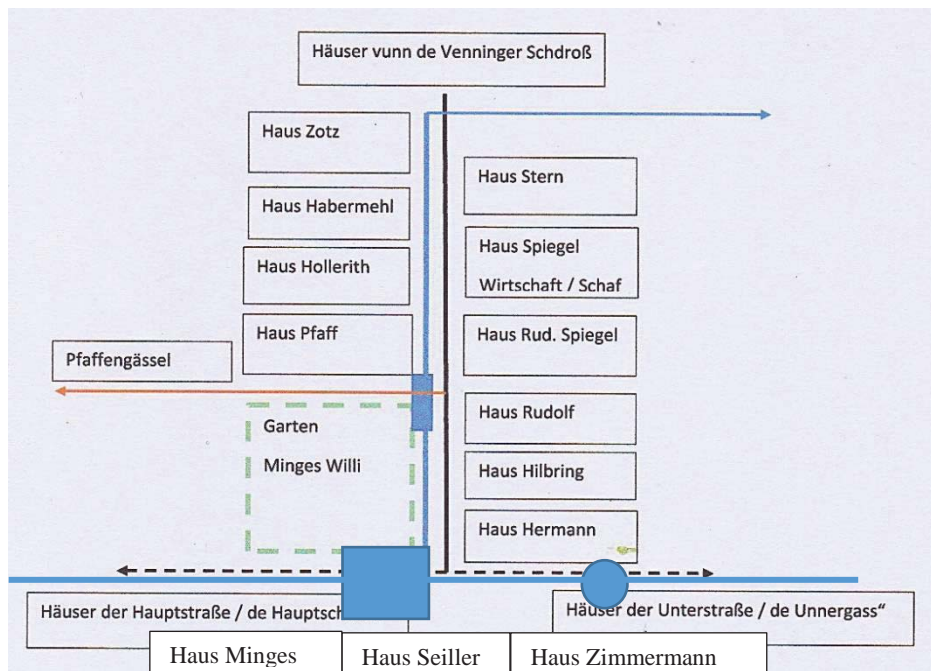 Häuser vunn de Venninger Schdroß
Haus Zotz
Haus Stern
Haus Habermehl
Haus Spiegel
Wirtschaft / Schaf
Haus Hollerith
Haus Pfaff
Haus Rud. Spiegel
Pfaffengässel
Garten
Minges Willi
Haus Rudolf
Haus Hilbring
Haus Hermann
Häuser der Hauptstraße / de Hauptsch
Häuser der Unterstraße / de Unnergass“
Haus Minges
Haus Seiller
Haus Zimmermann